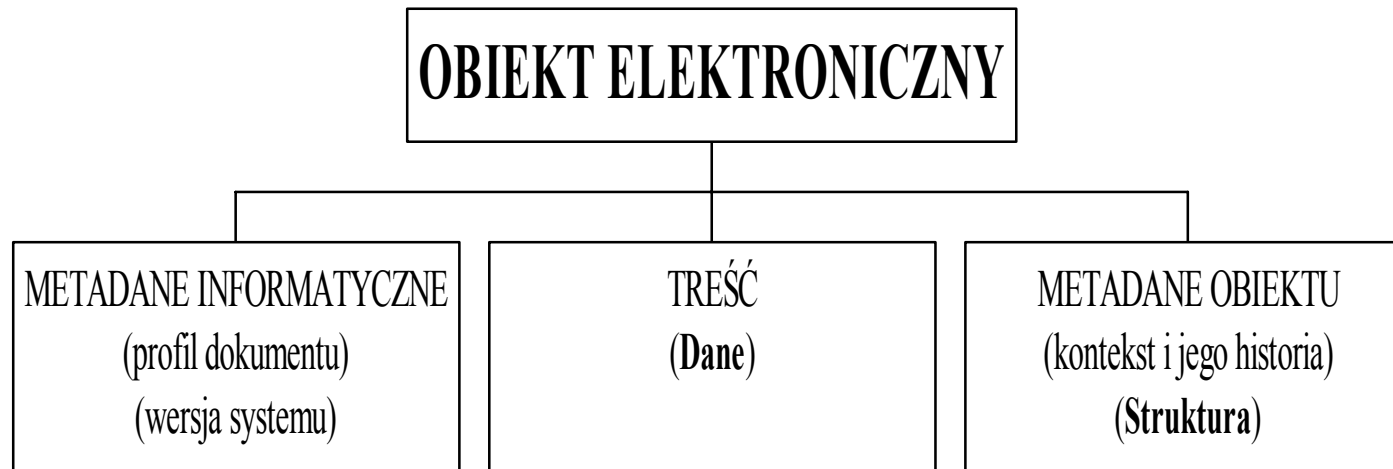 OBIEKT ELEKTRONICZNY
METADANE INFORMATYCZNE
(profil dokumentu)
(wersja systemu)
TREŚĆ
(Dane)
METADANE OBIEKTU
(kontekst i jego historia)
(Struktura)